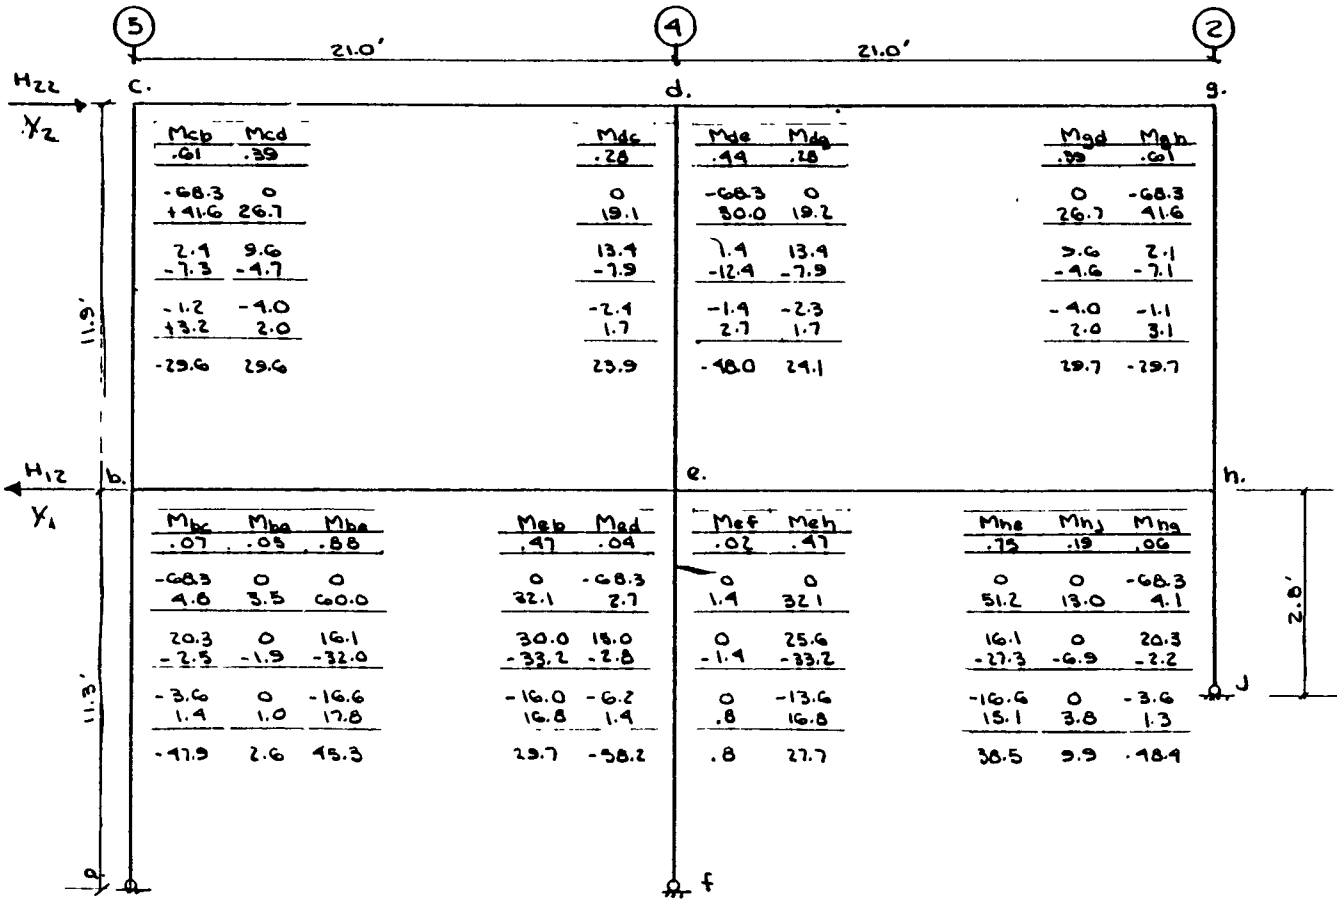 5 4 2
21.0' 21.0'
H22 c. d. g.
Y2
Mcb Mcd Mdc Mde Mdg Mgd Mgh
.61 .39 .28 .44 .28 .39 .61
-68.3 0 0 -68.3 0 0 -68.3
+41.6 26.7 19.1 30.0 19.2 26.7 41.6
2.4 9.6 13.4 1.4 13.4 9.6 2.1
-7.3 -4.7 -7.9 -12.4 -7.9 -4.6 -7.1
-1.2 -4.0 -2.4 -1.4 -2.3 -4.0 -1.1
+3.2 2.0 1.7 2.7 1.7 2.0 3.1
-29.6 29.6 23.9 -48.0 24.1 29.7 -29.7
11.9'
H12 b. e. h.
Y1
Mbc Mba Mbe Meb Med Mef Meh Mhe Mhj Mhg
.07 .05 .88 .47 .04 .02 .47 .75 .19 .06
-68.3 0 0 0 -68.3 0 0 0 0 -68.3
4.8 3.5 60.0 32.1 2.7 1.4 32.1 51.2 13.0 4.1
20.3 0 16.1 30.0 15.0 0 25.6 16.1 0 20.3
-2.5 -1.9 -32.0 -33.2 -2.8 -1.4 -33.2 -27.3 -6.9 -2.2
-3.6 0 -16.6 -16.0 -6.2 0 -13.6 -16.6 0 -3.6
1.4 1.0 17.8 16.8 1.4 .8 16.8 15.1 3.8 1.3
-47.9 2.6 45.3 29.7 -58.2 .8 27.7 38.5 9.9 -48.4
2.8'
j
11.3'
a
f